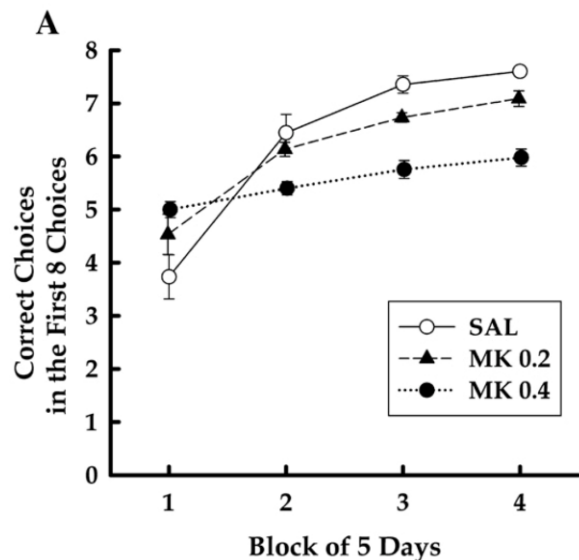 A
8
7
6
5
4
3
2
1
0
Correct Choices
in the First 8 Choices
SAL
MK 0.2
MK 0.4
1 2 3 4
Block of 5 Days